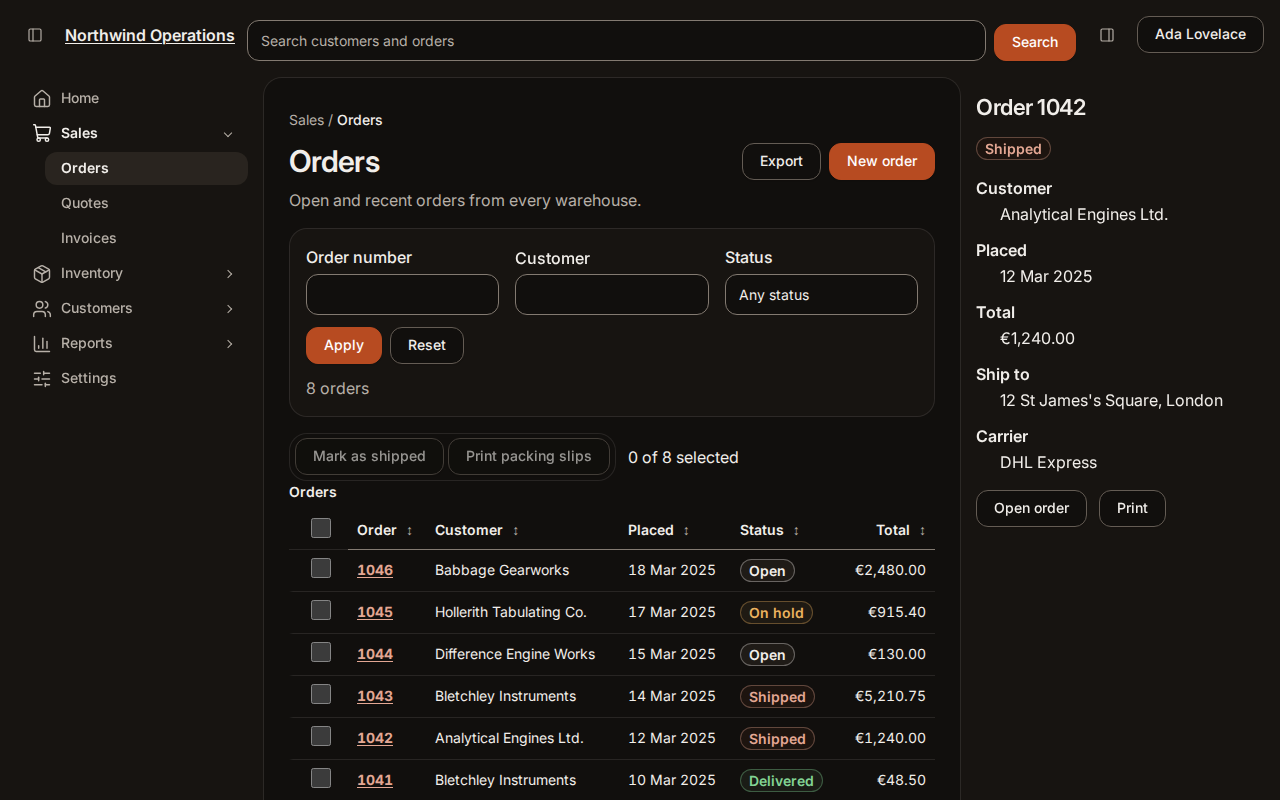 Northwind Operations
Search customers and orders
Search
Ada Lovelace
Home
Sales
Orders
Quotes
Invoices
Inventory
Customers
Reports
Settings
Sales / Orders
Orders
Export
New order
Open and recent orders from every warehouse.
Order number
Customer
Status
Any status
Apply
Reset
8 orders
Mark as shipped
Print packing slips
0 of 8 selected
Orders
Order ↕ Customer ↕ Placed ↕ Status ↕ Total ↕
1046 Babbage Gearworks 18 Mar 2025 Open €2,480.00
1045 Hollerith Tabulating Co. 17 Mar 2025 On hold €915.40
1044 Difference Engine Works 15 Mar 2025 Open €130.00
1043 Bletchley Instruments 14 Mar 2025 Shipped €5,210.75
1042 Analytical Engines Ltd. 12 Mar 2025 Shipped €1,240.00
1041 Bletchley Instruments 10 Mar 2025 Delivered €48.50
Order 1042
Shipped
Customer
Analytical Engines Ltd.
Placed
12 Mar 2025
Total
€1,240.00
Ship to
12 St James's Square, London
Carrier
DHL Express
Open order
Print